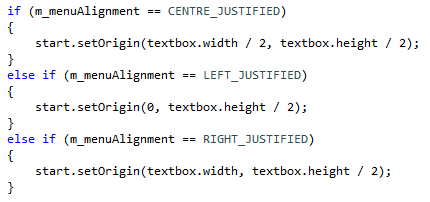 if (m_menuAlignment == CENTRE_JUSTIFIED)
{
    start.setOrigin(textbox.width / 2, textbox.height / 2);
}
else if (m_menuAlignment == LEFT_JUSTIFIED)
{
    start.setOrigin(0, textbox.height / 2);
}
else if (m_menuAlignment == RIGHT_JUSTIFIED)
{
    start.setOrigin(textbox.width, textbox.height / 2);
}